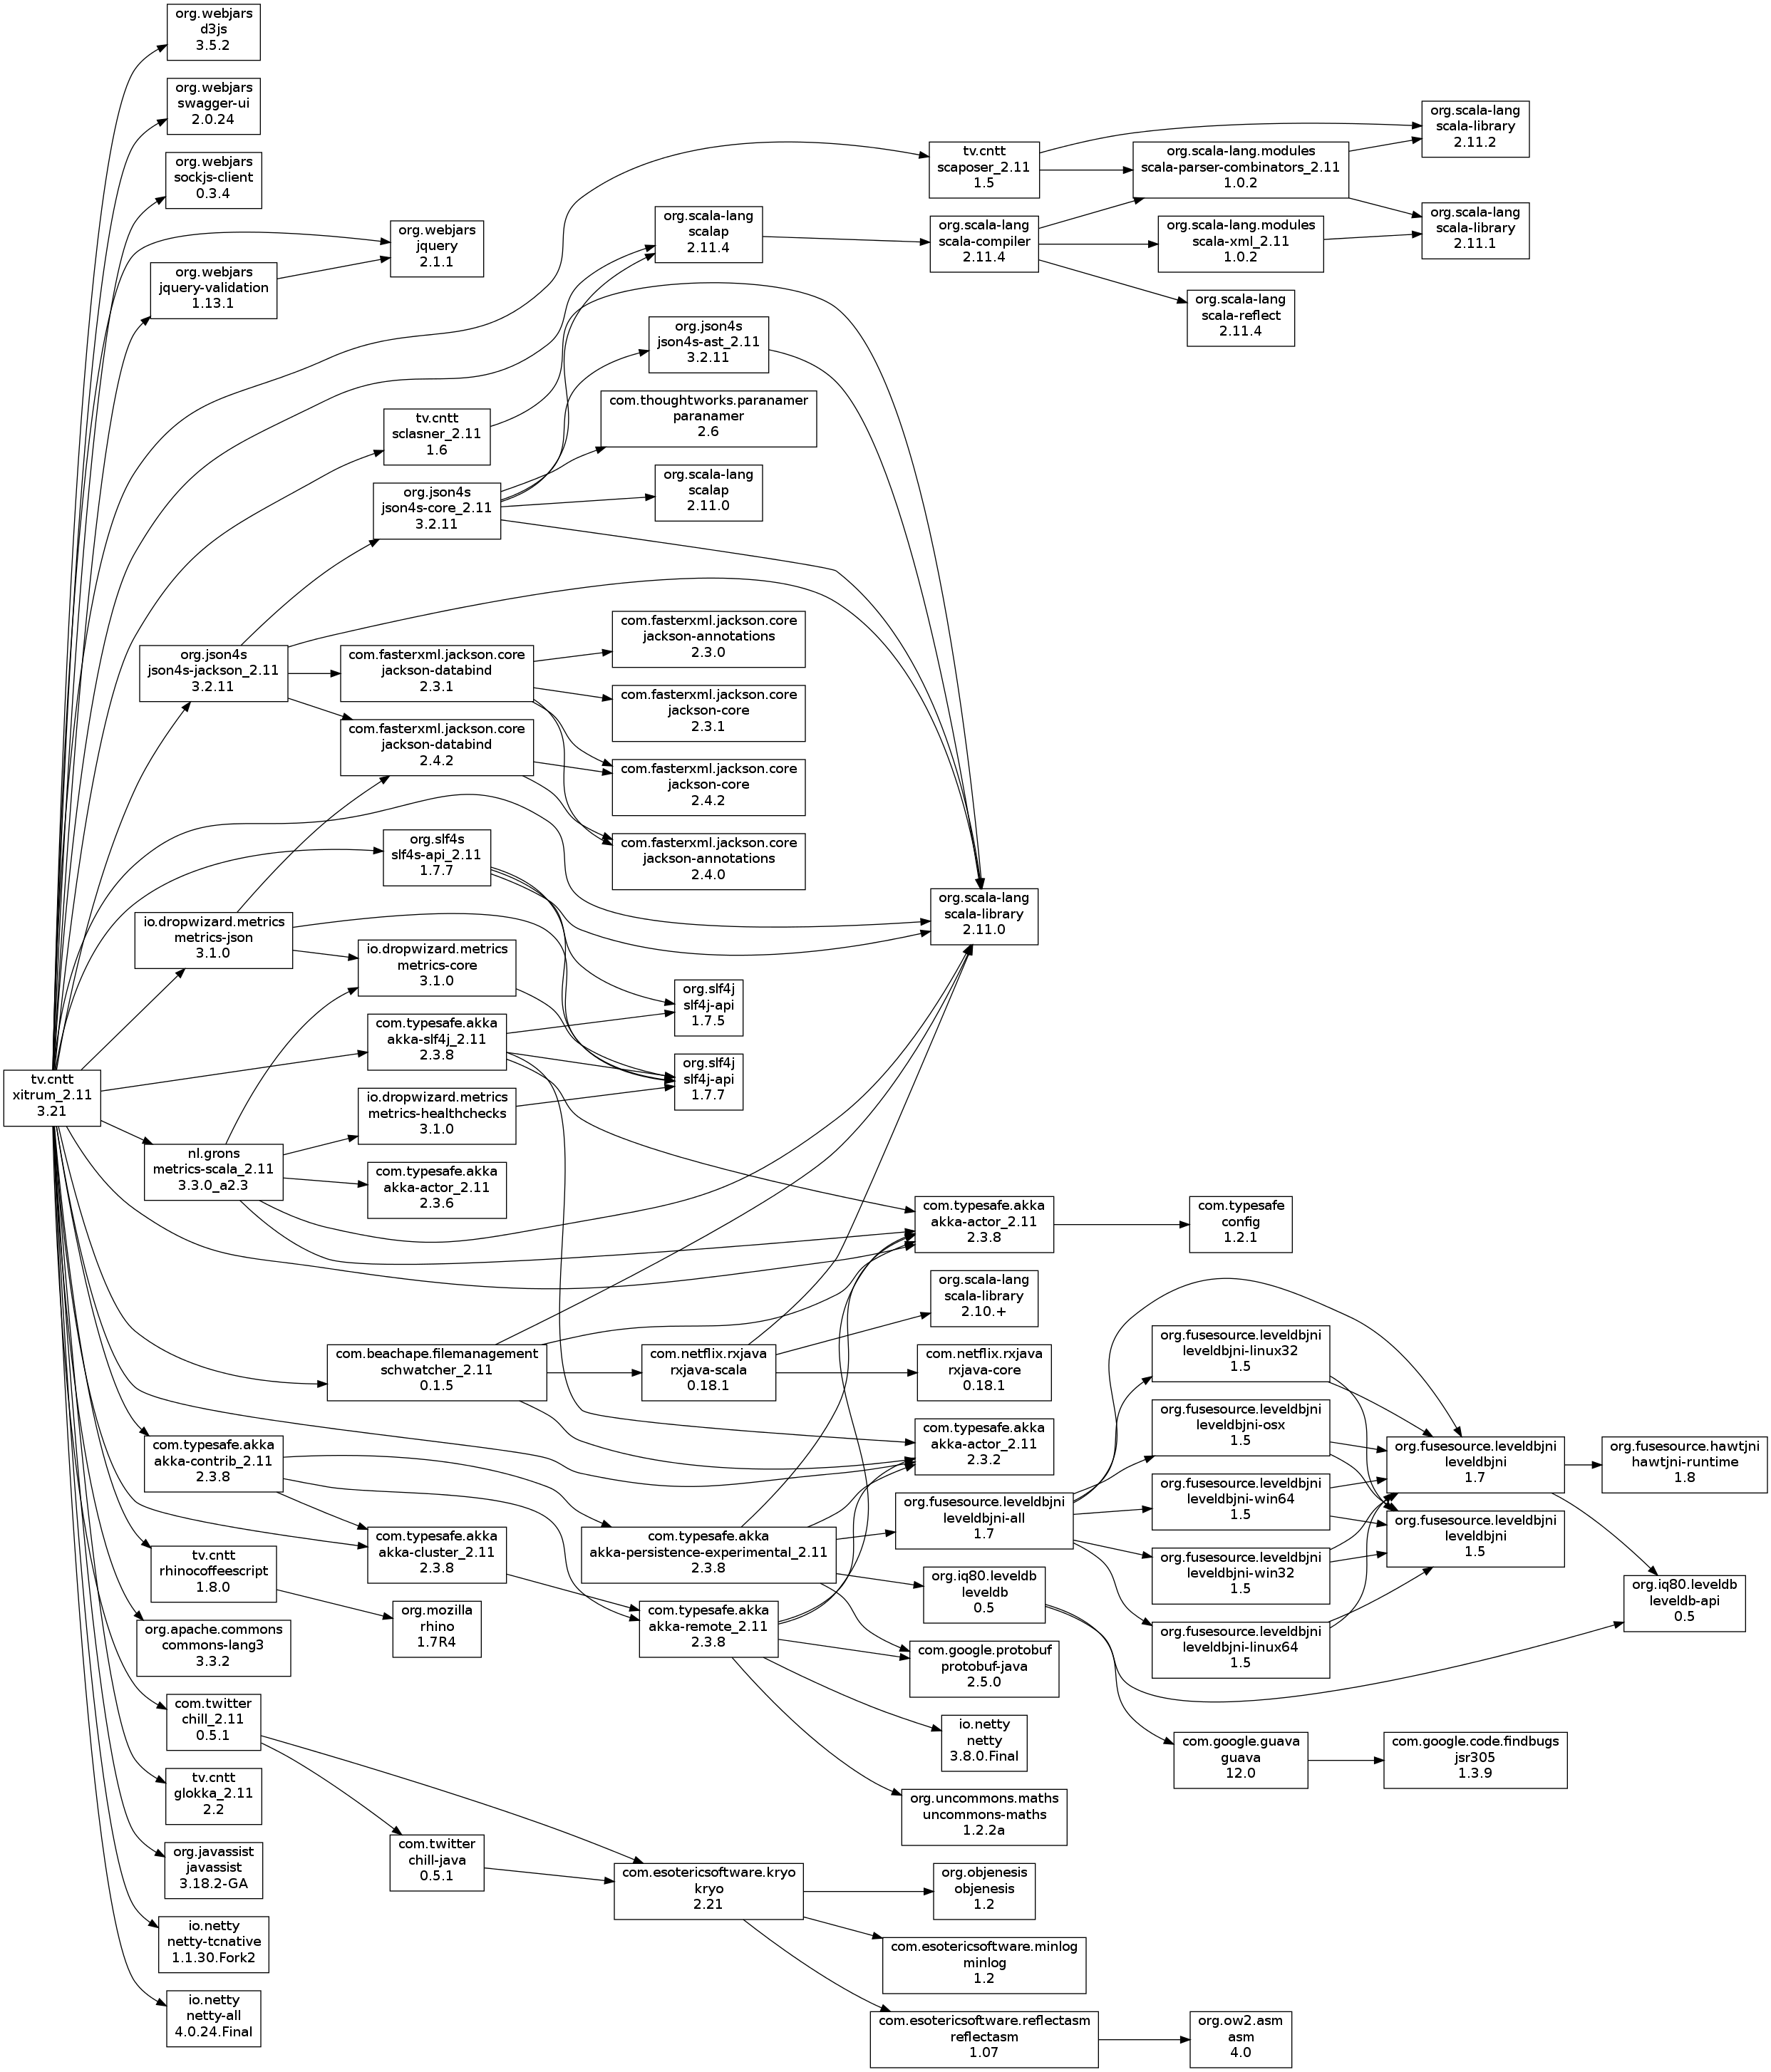 org.webjars
d3js
3.5.2
org.webjars
swagger-ui
2.0.24
org.webjars
sockjs-client
0.3.4
org.webjars
jquery
2.1.1
org.webjars
jquery-validation
1.13.1
tv.cntt
scaposer_2.11
1.5
org.scala-lang.modules
scala-parser-combinators_2.11
1.0.2
org.scala-lang
scala-library
2.11.2
org.scala-lang
scalap
2.11.4
org.scala-lang
scala-compiler
2.11.4
org.scala-lang.modules
scala-xml_2.11
1.0.2
org.scala-lang
scala-library
2.11.1
org.scala-lang
scala-reflect
2.11.4
org.json4s
json4s-ast_2.11
3.2.11
tv.cntt
sclasner_2.11
1.6
com.thoughtworks.paranamer
paranamer
2.6
org.json4s
json4s-core_2.11
3.2.11
org.scala-lang
scalap
2.11.0
org.json4s
json4s-jackson_2.11
3.2.11
com.fasterxml.jackson.core
jackson-databind
2.3.1
com.fasterxml.jackson.core
jackson-annotations
2.3.0
com.fasterxml.jackson.core
jackson-core
2.3.1
com.fasterxml.jackson.core
jackson-databind
2.4.2
com.fasterxml.jackson.core
jackson-core
2.4.2
com.fasterxml.jackson.core
jackson-annotations
2.4.0
org.slf4s
slf4s-api_2.11
1.7.7
org.scala-lang
scala-library
2.11.0
io.dropwizard.metrics
metrics-json
3.1.0
io.dropwizard.metrics
metrics-core
3.1.0
org.slf4j
slf4j-api
1.7.5
com.typesafe.akka
akka-slf4j_2.11
2.3.8
org.slf4j
slf4j-api
1.7.7
tv.cntt
xitrum_2.11
3.21
io.dropwizard.metrics
metrics-healthchecks
3.1.0
nl.grons
metrics-scala_2.11
3.3.0_a2.3
com.typesafe.akka
akka-actor_2.11
2.3.6
com.typesafe.akka
akka-actor_2.11
2.3.8
com.typesafe
config
1.2.1
org.scala-lang
scala-library
2.10.+
com.beachape.filemanagement
schwatcher_2.11
0.1.5
com.netflix.rxjava
rxjava-scala
0.18.1
com.netflix.rxjava
rxjava-core
0.18.1
org.fusesource.leveldbjni
leveldbjni-linux32
1.5
com.typesafe.akka
akka-contrib_2.11
2.3.8
com.typesafe.akka
akka-actor_2.11
2.3.2
org.fusesource.leveldbjni
leveldbjni-osx
1.5
org.fusesource.leveldbjni
leveldbjni
1.7
org.fusesource.hawtjni
hawtjni-runtime
1.8
org.fusesource.leveldbjni
leveldbjni-all
1.7
org.fusesource.leveldbjni
leveldbjni-win64
1.5
org.fusesource.leveldbjni
leveldbjni
1.5
com.typesafe.akka
akka-cluster_2.11
2.3.8
com.typesafe.akka
akka-persistence-experimental_2.11
2.3.8
org.fusesource.leveldbjni
leveldbjni-win32
1.5
tv.cntt
rhinocoffeescript
1.8.0
org.iq80.leveldb
leveldb
0.5
org.iq80.leveldb
leveldb-api
0.5
org.mozilla
rhino
1.7R4
com.typesafe.akka
akka-remote_2.11
2.3.8
org.fusesource.leveldbjni
leveldbjni-linux64
1.5
org.apache.commons
commons-lang3
3.3.2
com.google.protobuf
protobuf-java
2.5.0
com.twitter
chill_2.11
0.5.1
io.netty
netty
3.8.0.Final
com.google.guava
guava
12.0
com.google.code.findbugs
jsr305
1.3.9
tv.cntt
glokka_2.11
2.2
org.uncommons.maths
uncommons-maths
1.2.2a
org.javassist
javassist
3.18.2-GA
com.twitter
chill-java
0.5.1
com.esotericsoftware.kryo
kryo
2.21
org.objenesis
objenesis
1.2
io.netty
netty-tcnative
1.1.30.Fork2
com.esotericsoftware.minlog
minlog
1.2
io.netty
netty-all
4.0.24.Final
com.esotericsoftware.reflectasm
reflectasm
1.07
org.ow2.asm
asm
4.0